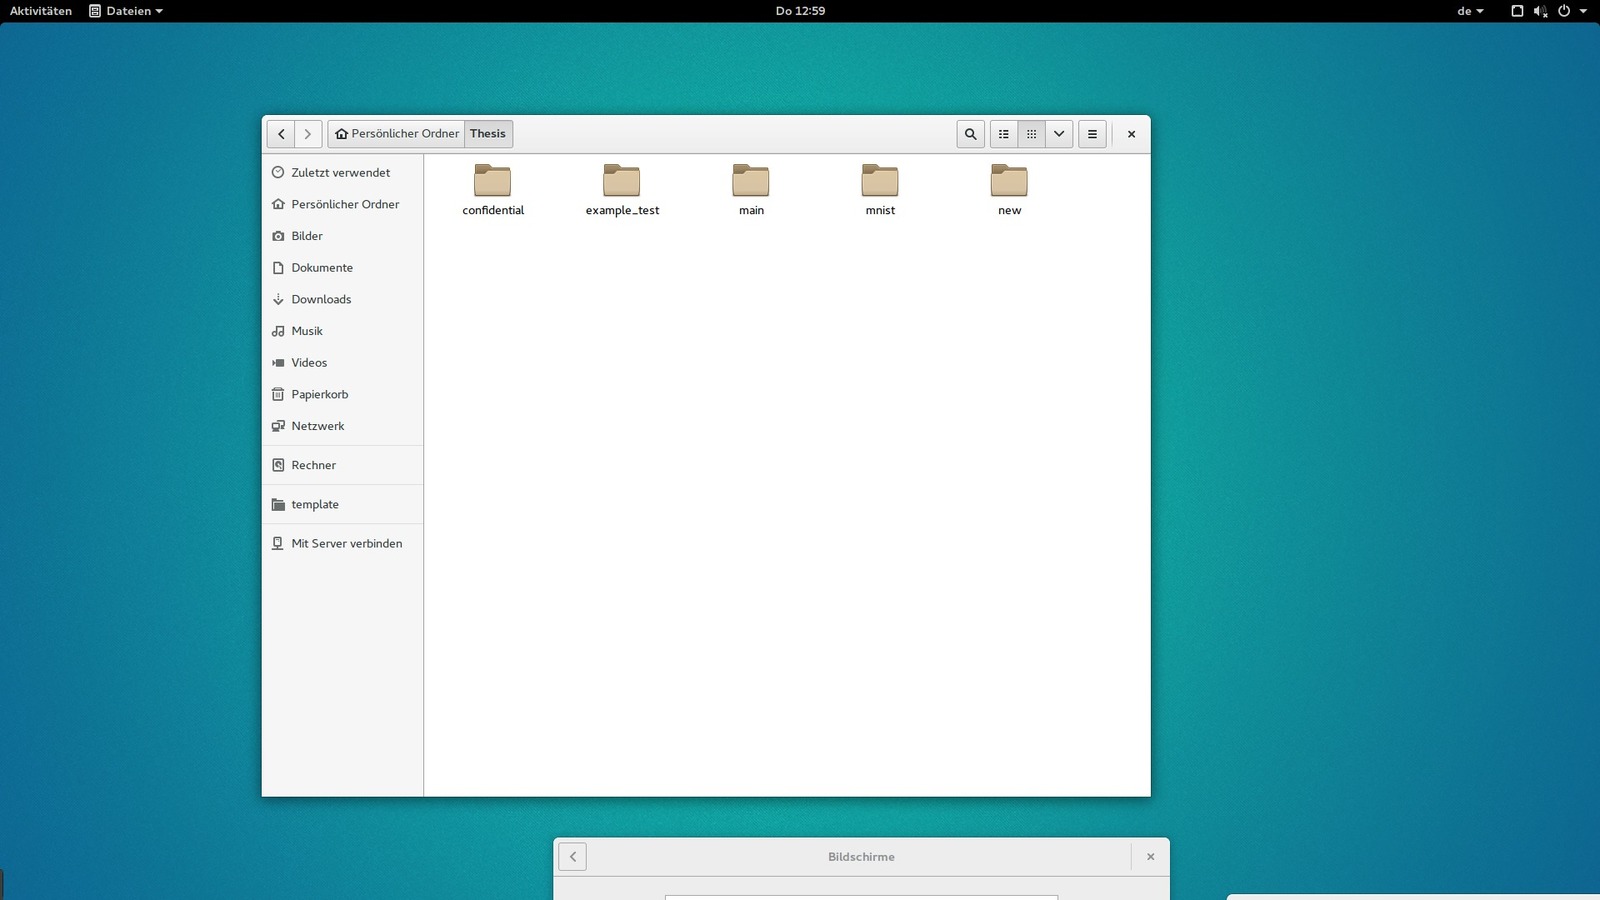 Aktivitäten Dateien Do 12:59 de
Persönlicher Ordner Thesis
Zuletzt verwendet
Persönlicher Ordner
Bilder
Dokumente
Downloads
Musik
Videos
Papierkorb
Netzwerk
Rechner
template
Mit Server verbinden
confidential example_test main mnist new
Bildschirme